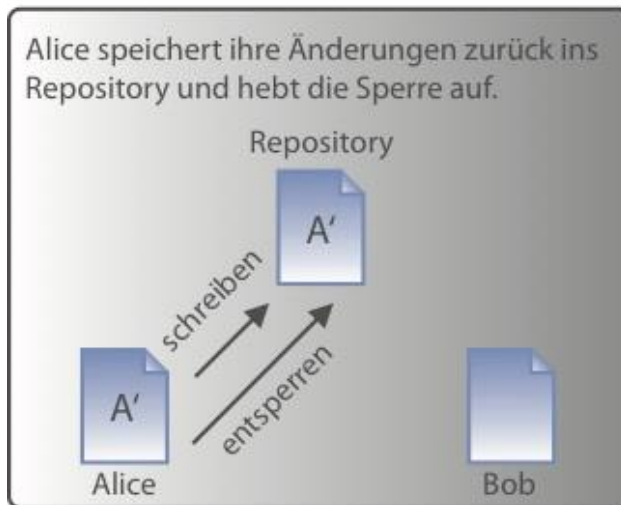 Alice speichert ihre Änderungen zurück ins
Repository und hebt die Sperre auf.
Repository
A‘
schreiben
entsperren
A‘
Alice
Bob